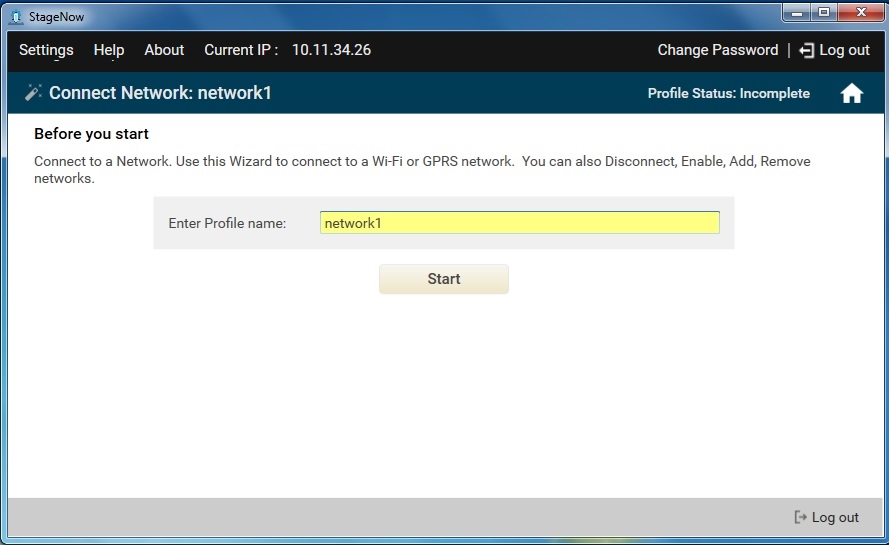 StageNow
Settings Help About Current IP : 10.11.34.26 Change Password | Log out
Connect Network: network1 Profile Status: Incomplete
Before you start
Connect to a Network. Use this Wizard to connect to a Wi-Fi or GPRS network. You can also Disconnect, Enable, Add, Remove
networks.
Enter Profile name: network1
Start
Log out